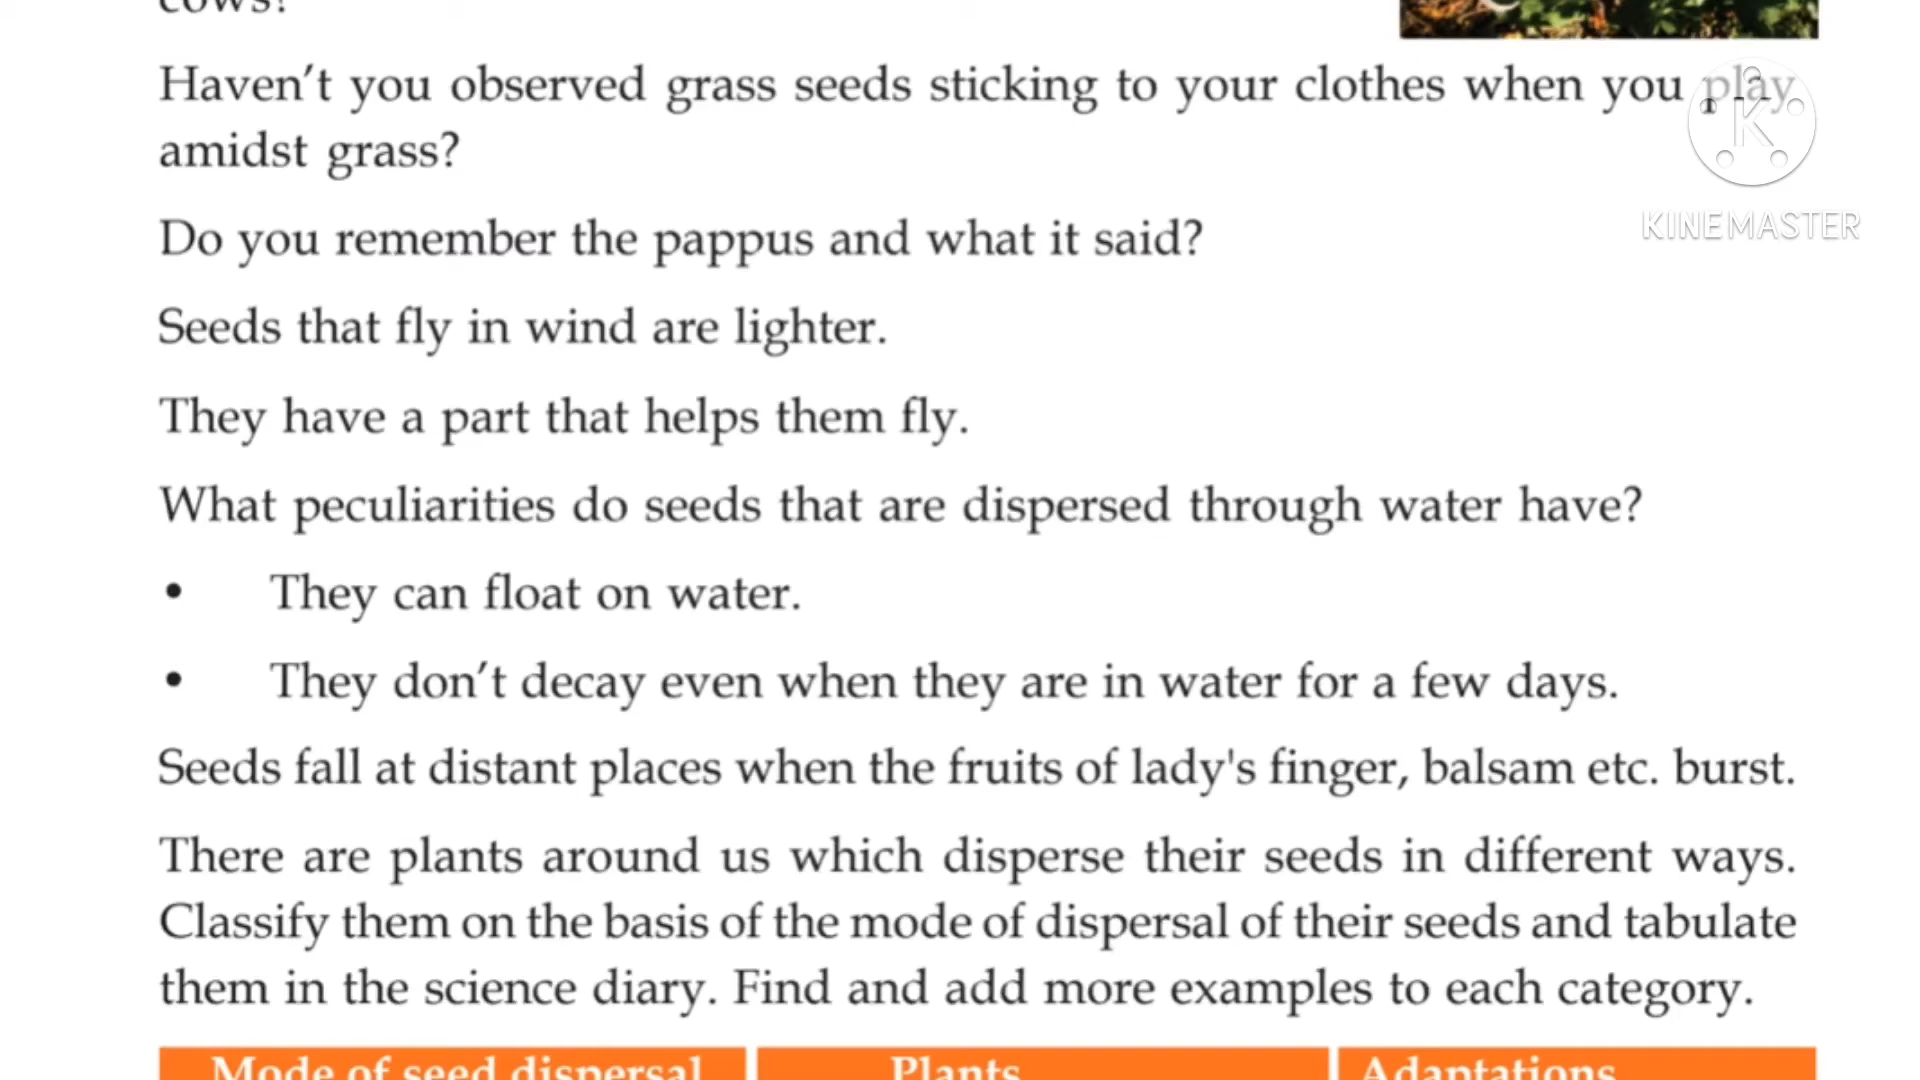 cows?
Haven’t you observed grass seeds sticking to your clothes when you play
amidst grass?
KINEMASTER
Do you remember the pappus and what it said?
Seeds that fly in wind are lighter.
They have a part that helps them fly.
What peculiarities do seeds that are dispersed through water have?
• They can float on water.
• They don’t decay even when they are in water for a few days.
Seeds fall at distant places when the fruits of lady's finger, balsam etc. burst.
There are plants around us which disperse their seeds in different ways.
Classify them on the basis of the mode of dispersal of their seeds and tabulate
them in the science diary. Find and add more examples to each category.
Mode of seed dispersal Plants Adaptations